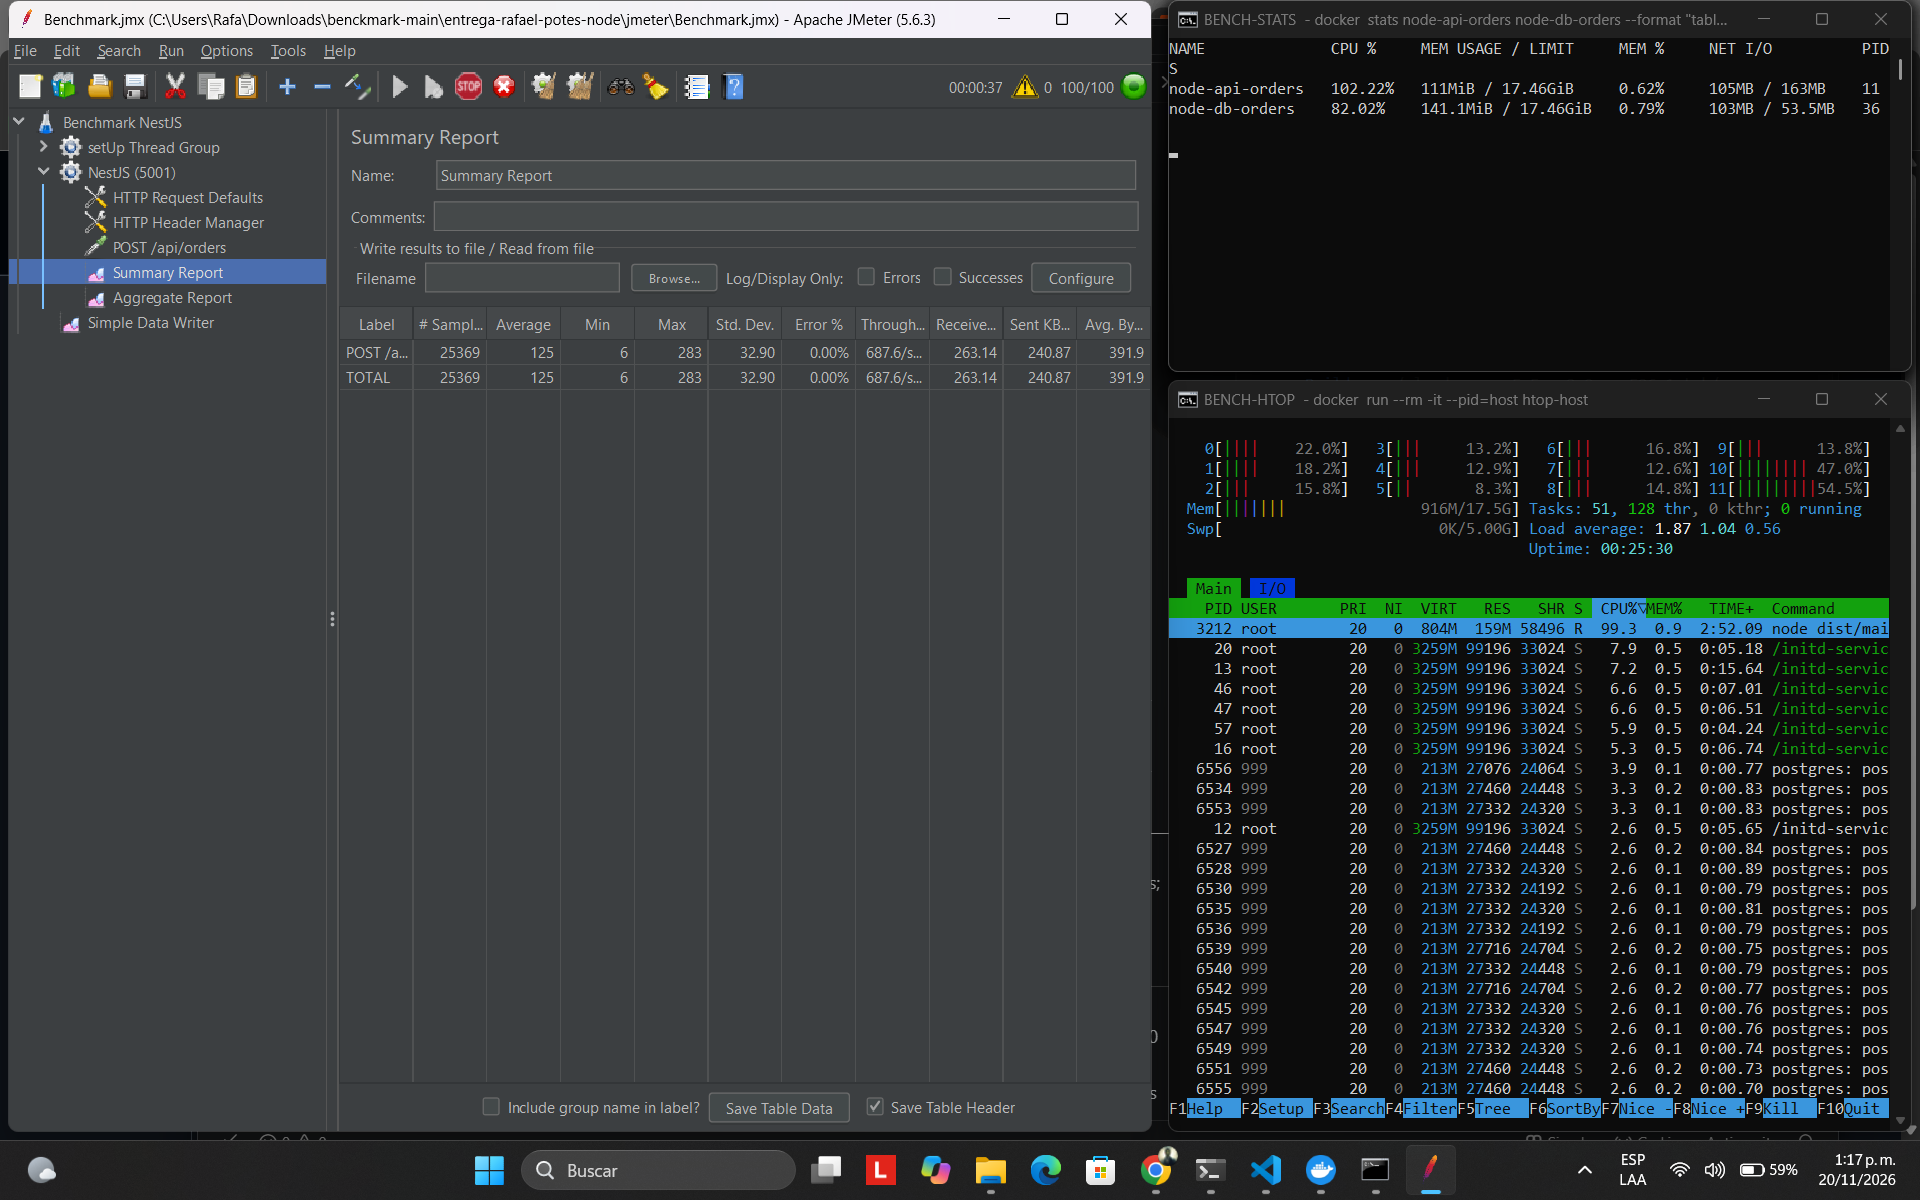 Benchmark.jmx (C:\Users\Rafa\Downloads\benckmark-main\entrega-rafael-potes-node\jmeter\Benchmark.jmx) - Apache JMeter (5.6.3)
File Edit Search Run Options Tools Help
STOP 00:00:37 0 100/100
Benchmark NestJS
setUp Thread Group
NestJS (5001)
HTTP Request Defaults
HTTP Header Manager
POST /api/orders
Summary Report
Aggregate Report
Simple Data Writer
Summary Report
Name: Summary Report
Comments:
Write results to file / Read from file
Filename Browse... Log/Display Only: Errors Successes Configure
Label # Sampl... Average Min Max Std. Dev. Error % Through... Receive... Sent KB... Avg. By...
POST /a... 25369 125 6 283 32.90 0.00% 687.6/s... 263.14 240.87 391.9
TOTAL 25369 125 6 283 32.90 0.00% 687.6/s... 263.14 240.87 391.9
Include group name in label? Save Table Data Save Table Header
BENCH-STATS - docker stats node-api-orders node-db-orders --format "tabl...
NAME CPU % MEM USAGE / LIMIT MEM % NET I/O PID
S
node-api-orders 102.22% 111MiB / 17.46GiB 0.62% 105MB / 163MB 11
node-db-orders 82.02% 141.1MiB / 17.46GiB 0.79% 103MB / 53.5MB 36
BENCH-HTOP - docker run --rm -it --pid=host htop-host
0[|||| 22.0%] 3[||| 13.2%] 6[||| 16.8%] 9[||| 13.8%]
1[|||| 18.2%] 4[||| 12.9%] 7[||| 12.6%] 10[||||||||| 47.0%]
2[||| 15.8%] 5[|| 8.3%] 8[||| 14.8%] 11[||||||||||54.5%]
Mem[||||||| 916M/17.5G] Tasks: 51, 128 thr, 0 kthr; 0 running
Swp[ 0K/5.00G] Load average: 1.87 1.04 0.56
Uptime: 00:25:30
Main I/O
PID USER PRI NI VIRT RES SHR S CPU%▽MEM% TIME+ Command
3212 root 20 0 804M 159M 58496 R 99.3 0.9 2:52.09 node dist/mai
20 root 20 0 3259M 99196 33024 S 7.9 0.5 0:05.18 /initd-servic
13 root 20 0 3259M 99196 33024 S 7.2 0.5 0:15.64 /initd-servic
46 root 20 0 3259M 99196 33024 S 6.6 0.5 0:07.01 /initd-servic
47 root 20 0 3259M 99196 33024 S 6.6 0.5 0:06.51 /initd-servic
57 root 20 0 3259M 99196 33024 S 5.9 0.5 0:04.24 /initd-servic
16 root 20 0 3259M 99196 33024 S 5.3 0.5 0:06.74 /initd-servic
6556 999 20 0 213M 27076 24064 S 3.9 0.1 0:00.77 postgres: pos
6534 999 20 0 213M 27460 24448 S 3.3 0.2 0:00.83 postgres: pos
6553 999 20 0 213M 27332 24320 S 3.3 0.1 0:00.83 postgres: pos
12 root 20 0 3259M 99196 33024 S 2.6 0.5 0:05.65 /initd-servic
6527 999 20 0 213M 27460 24448 S 2.6 0.2 0:00.84 postgres: pos
6528 999 20 0 213M 27332 24320 S 2.6 0.1 0:00.89 postgres: pos
6530 999 20 0 213M 27332 24192 S 2.6 0.1 0:00.79 postgres: pos
6535 999 20 0 213M 27332 24320 S 2.6 0.1 0:00.81 postgres: pos
6536 999 20 0 213M 27332 24192 S 2.6 0.1 0:00.79 postgres: pos
6539 999 20 0 213M 27716 24704 S 2.6 0.2 0:00.75 postgres: pos
6540 999 20 0 213M 27332 24448 S 2.6 0.1 0:00.79 postgres: pos
6542 999 20 0 213M 27716 24704 S 2.6 0.2 0:00.77 postgres: pos
6545 999 20 0 213M 27332 24320 S 2.6 0.1 0:00.76 postgres: pos
6547 999 20 0 213M 27332 24320 S 2.6 0.1 0:00.76 postgres: pos
6549 999 20 0 213M 27332 24320 S 2.6 0.1 0:00.74 postgres: pos
6551 999 20 0 213M 27460 24448 S 2.6 0.2 0:00.73 postgres: pos
6555 999 20 0 213M 27460 24448 S 2.6 0.2 0:00.70 postgres: pos
F1Help F2Setup F3SearchF4FilterF5Tree F6SortByF7Nice -F8Nice +F9Kill F10Quit
Buscar
L
ESP
LAA
59%
1:17 p. m.
20/11/2026